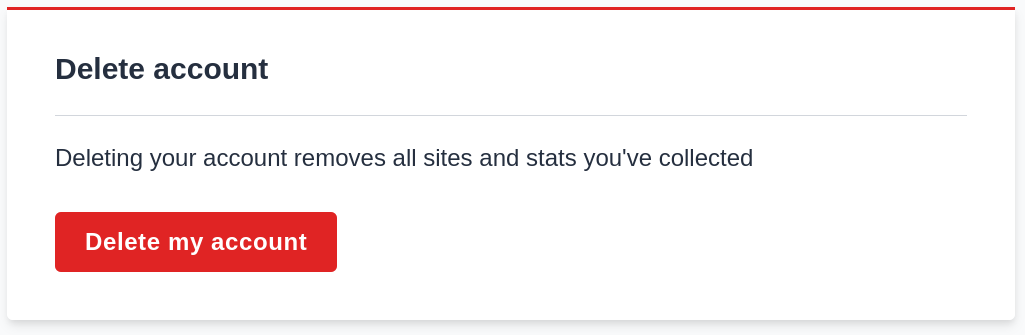 Delete account
Deleting your account removes all sites and stats you've collected
Delete my account